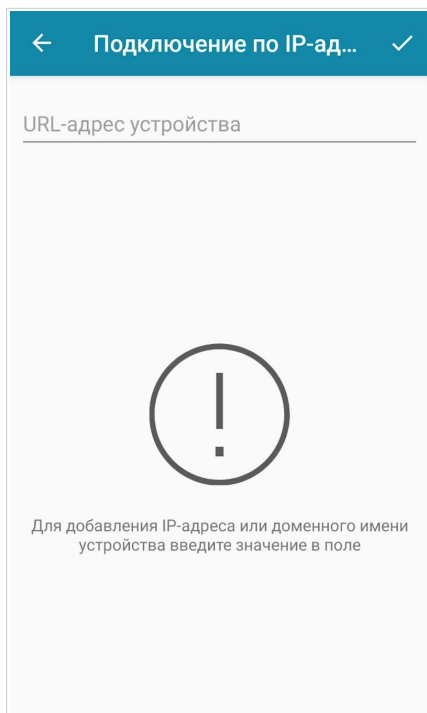 Подключение по IP-ад...
URL-адрес устройства
Для добавления IP-адреса или доменного имени
устройства введите значение в поле